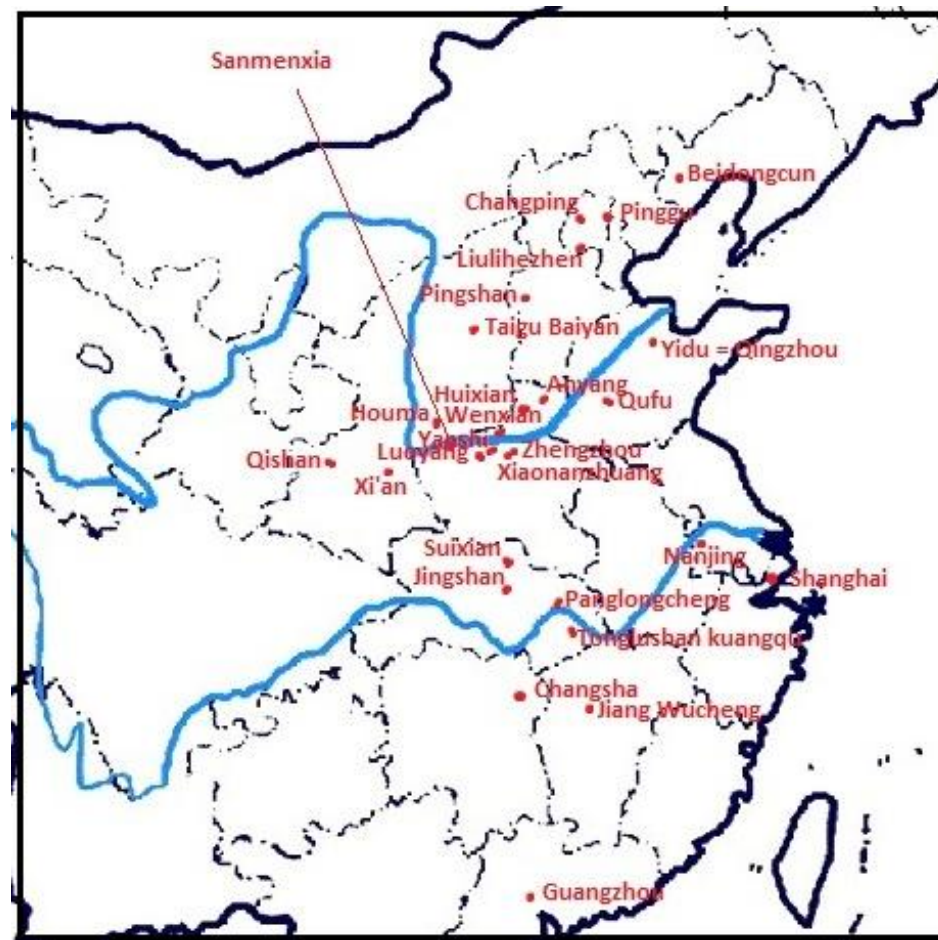 Sanmenxia
Beidongcun
Changping
Pinggu
Liulihezhen
Pingshan
Taigu Baiyan
Yidu = Qingzhou
Anyang
Huixian
Qufu
Houma
Wenxian
Yanshi
Luoyang
Zhengzhou
Qishan
Xiaonanzhuang
Xi'an
Suixian
Nanjing
Jingshan
Shanghai
Panglongcheng
Tonglushan kuangqu
Changsha
Jiang Wucheng
Guangzhou